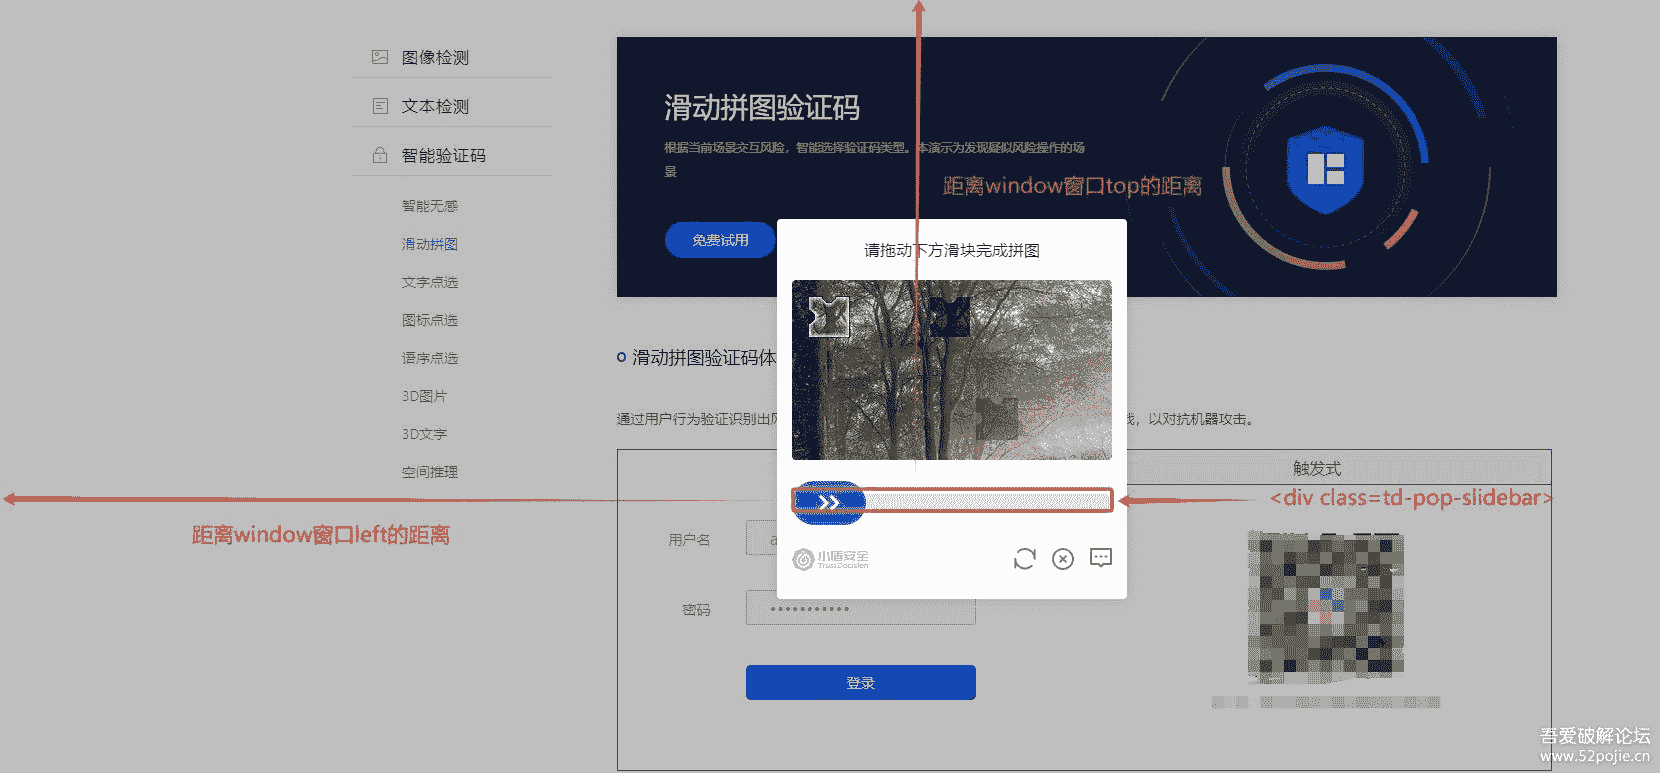 图像检测
文本检测
智能验证码
智能无感
滑动拼图
文字点选
图标点选
语序点选
3D图片
3D文字
空间推理
滑动拼图验证码
根据当前场景交互风险，智能选择验证码类型。本演示为发现疑似风险操作的场
景
免费试用
距离window窗口top的距离
请拖动下方滑块完成拼图
滑动拼图验证码体
通过用户行为验证识别出
戋，以对抗机器攻击。
触发式
<div class=td-pop-slidebar>
距离window窗口left的距离
小盾安全
TrustDecision
用户名
a
密码
登录
吾爱破解论坛
www.52pojie.cn